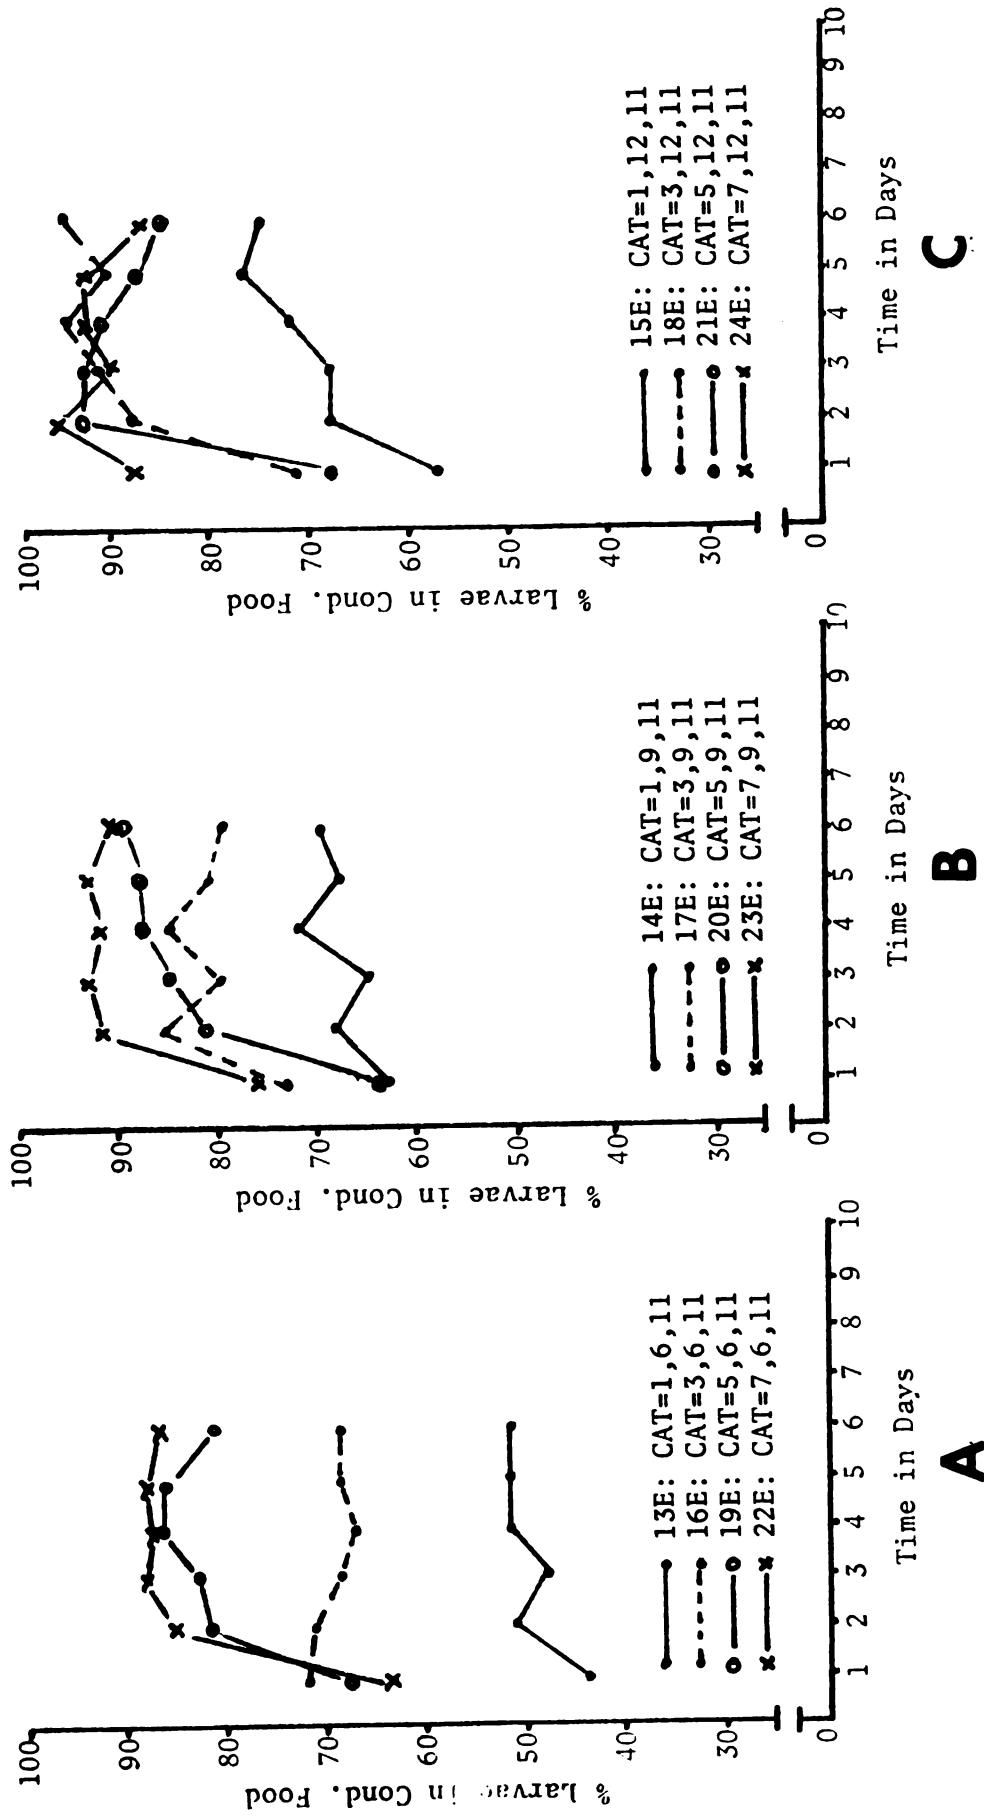 100
90
80
70
60
50
40
30
0
% Larvae in Cond. Food
13E: CAT=1,6,11
16E: CAT=3,6,11
19E: CAT=5,6,11
22E: CAT=7,6,11
1 2 3 4 5 6 7 8 9 10
Time in Days
A
100
90
80
70
60
50
30
0
% Larvae in Cond. Food
14E: CAT=1,9,11
17E: CAT=3,9,11
20E: CAT=5,9,11
23E: CAT=7,9,11
1 2 3 4 5 6 7 8 9 10
Time in Days
B
100
90
80
70
60
50
30
0
% Larvae in Cond. Food
15E: CAT=1,12,11
18E: CAT=3,12,11
21E: CAT=5,12,11
24E: CAT=7,12,11
1 2 3 4 5 6 7 8 9 10
Time in Days
C